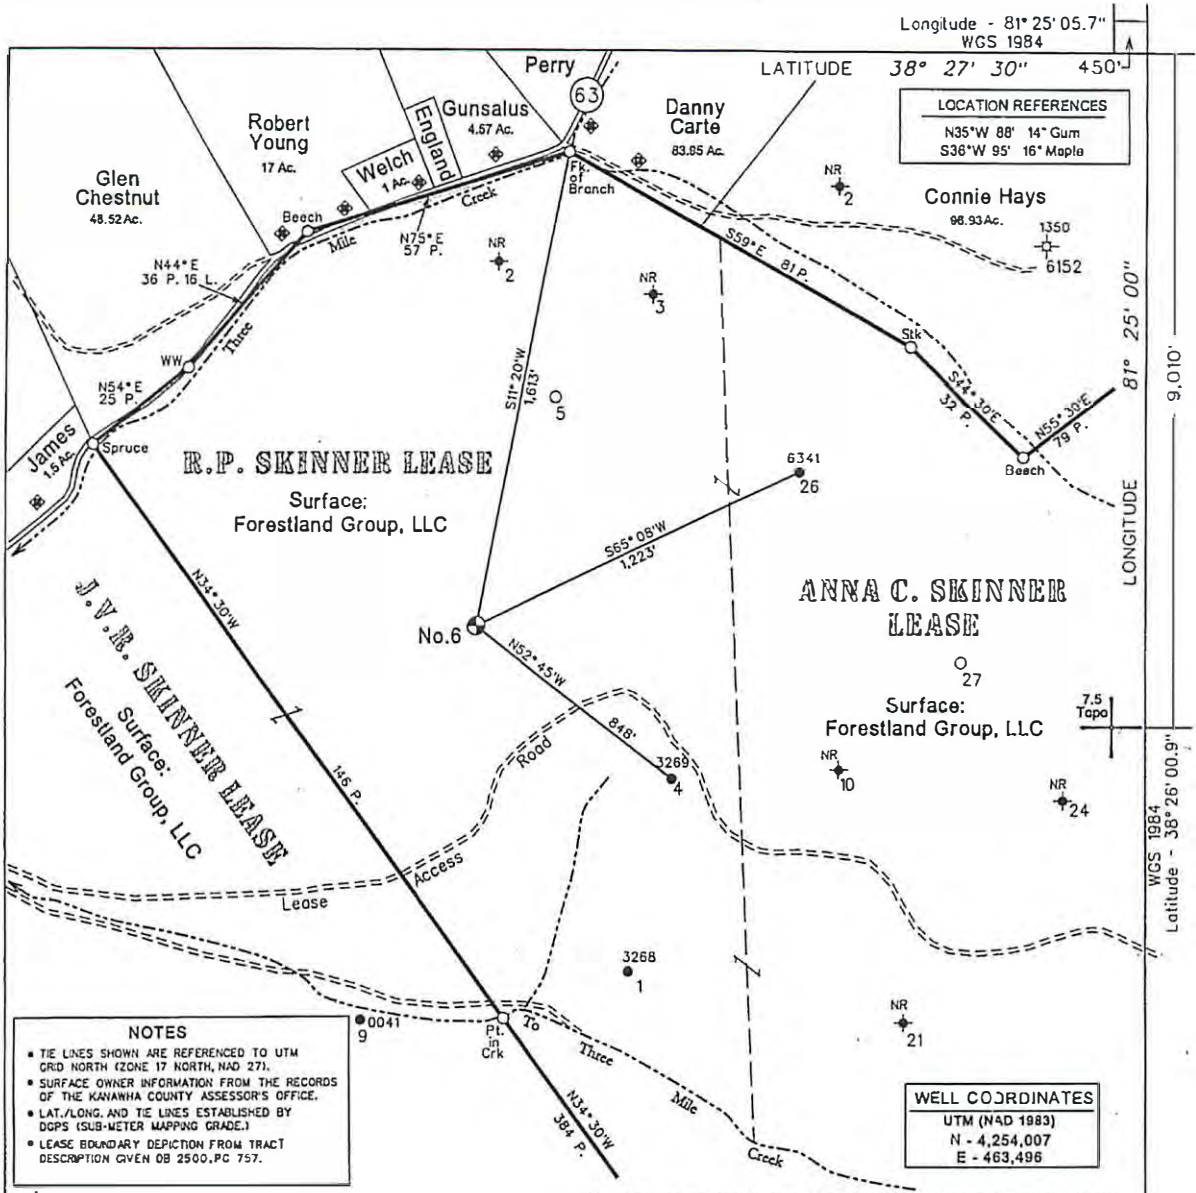 Longitude - 81° 25' 05.7"
WGS 1984
LATITUDE 38° 27' 30"
450'
LOCATION REFERENCES
N35°W 88' 14" Gum
S36°W 95' 16" Maple
Perry
63
Gunsalus
4.57 Ac.
England
Welch
1 Ac.
Danny
Carte
83.95 Ac.
Robert
Young
17 Ac.
Glen
Chestnut
48.52Ac.
Connie Hays
96.93Ac.
1350
6152
NR
2
Fk.
of
Branch
Beech
Creek
Mile
Three
N75°E
57 P.
NR
2
NR
3
S59°E 81P.
N44°E
36 P. 16 L.
WW
N54°E
25 P.
James
1.5 Ac.
Spruce
S11° 20'W
1,613'
5
Stk
S44° 30'E
32 P.
N55° 30'E
79 P.
Beech
LONGITUDE 81° 25' 00"
9,010'
R.P. SKINNER LEASE
Surface:
Forestland Group, LLC
6341
26
S65° 08'W
1,223'
No.6
N34° 30'W
146 P.
J.V.R. SKINNER LEASE
Surface:
Forestland Group, LLC
ANNA C. SKINNER
LEASE
27
Surface:
Forestland Group, LLC
7.5
Topo
N52° 45'W
848'
3269
4
NR
10
NR
24
WGS 1984
Latitude - 38° 26' 00.9"
Lease Access Road
3268
1
NR
21
0041
9
Pt.
in
Crk
To Three Mile Creek
N34° 30'W
384 P.
NOTES
• TIE LINES SHOWN ARE REFERENCED TO UTM
GRID NORTH (ZONE 17 NORTH, NAD 27).
• SURFACE OWNER INFORMATION FROM THE RECORDS
OF THE KANAWHA COUNTY ASSESSOR'S OFFICE.
• LAT./LONG. AND TIE LINES ESTABLISHED BY
DGPS (SUB-METER MAPPING GRADE.)
• LEASE BOUNDARY DEPICTION FROM TRACT
DESCRIPTION GIVEN DB 2500,PG 757.
WELL COORDINATES
UTM (NAD 1983)
N - 4,254,007
E - 463,496